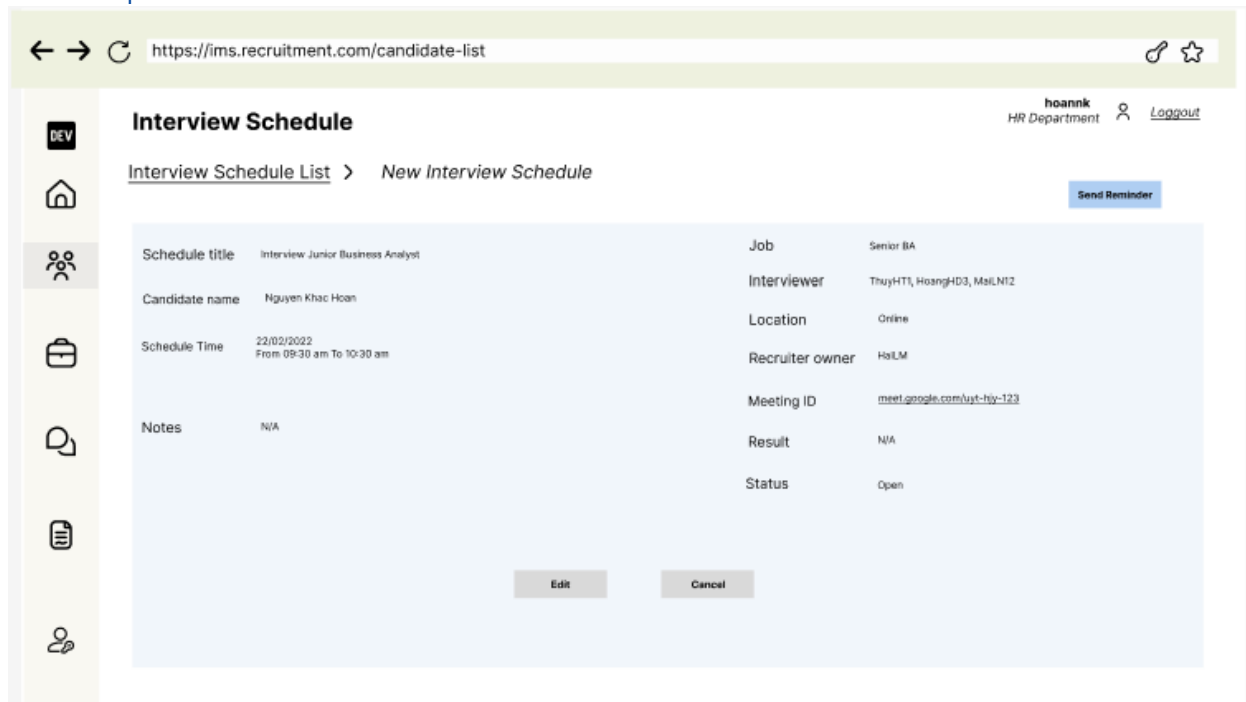 https://ims.recruitment.com/candidate-list
hoannk
HR Department
Loggout
DEV
Interview Schedule
Interview Schedule List > New Interview Schedule
Send Reminder
Schedule title Interview Junior Business Analyst
Candidate name Nguyen Khac Hoan
Schedule Time 22/02/2022
From 09:30 am To 10:30 am
Notes N/A
Job Senior BA
Interviewer ThuyHT1, HoangHD3, MaiLN12
Location Online
Recruiter owner HaiLM
Meeting ID meet.google.com/uyt-hjy-123
Result N/A
Status Open
Edit Cancel